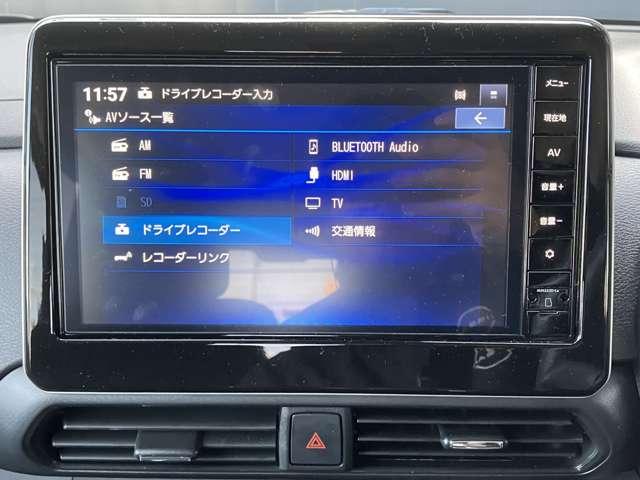 11:57 ドライブレコーダー入力
AVソース一覧
AM
FM
SD
ドライブレコーダー
レコーダーリンク
BLUETOOTH Audio
HDMI
TV
交通情報
メニュー
現在地
AV
音量+
音量−